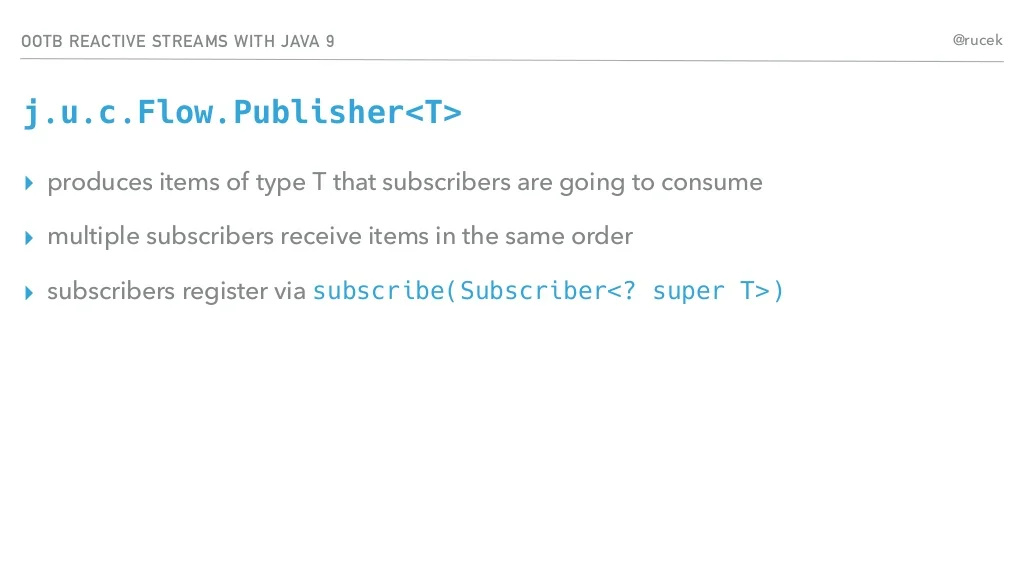 OOTB REACTIVE STREAMS WITH JAVA 9
@rucek
j.u.c.Flow.Publisher<T>
▸ produces items of type T that subscribers are going to consume
▸ multiple subscribers receive items in the same order
▸ subscribers register via subscribe(Subscriber<? super T>)